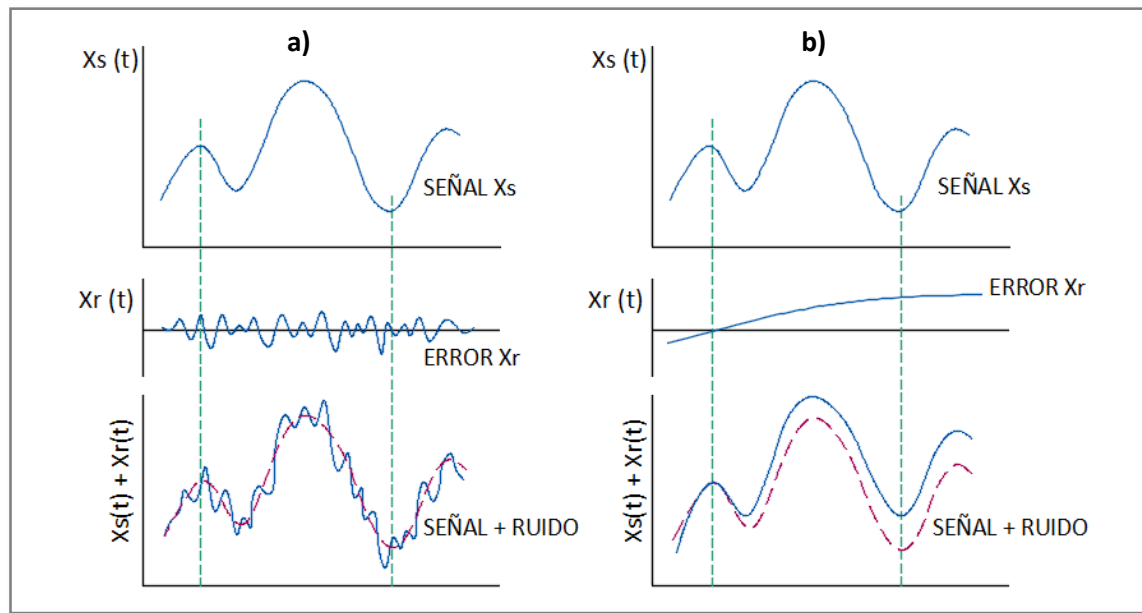 a)
Xs (t)
SEÑAL Xs
Xr (t)
ERROR Xr
Xs(t) + Xr(t)
SEÑAL + RUIDO
b)
Xs (t)
SEÑAL Xs
Xr (t)
ERROR Xr
Xs(t) + Xr(t)
SEÑAL + RUIDO